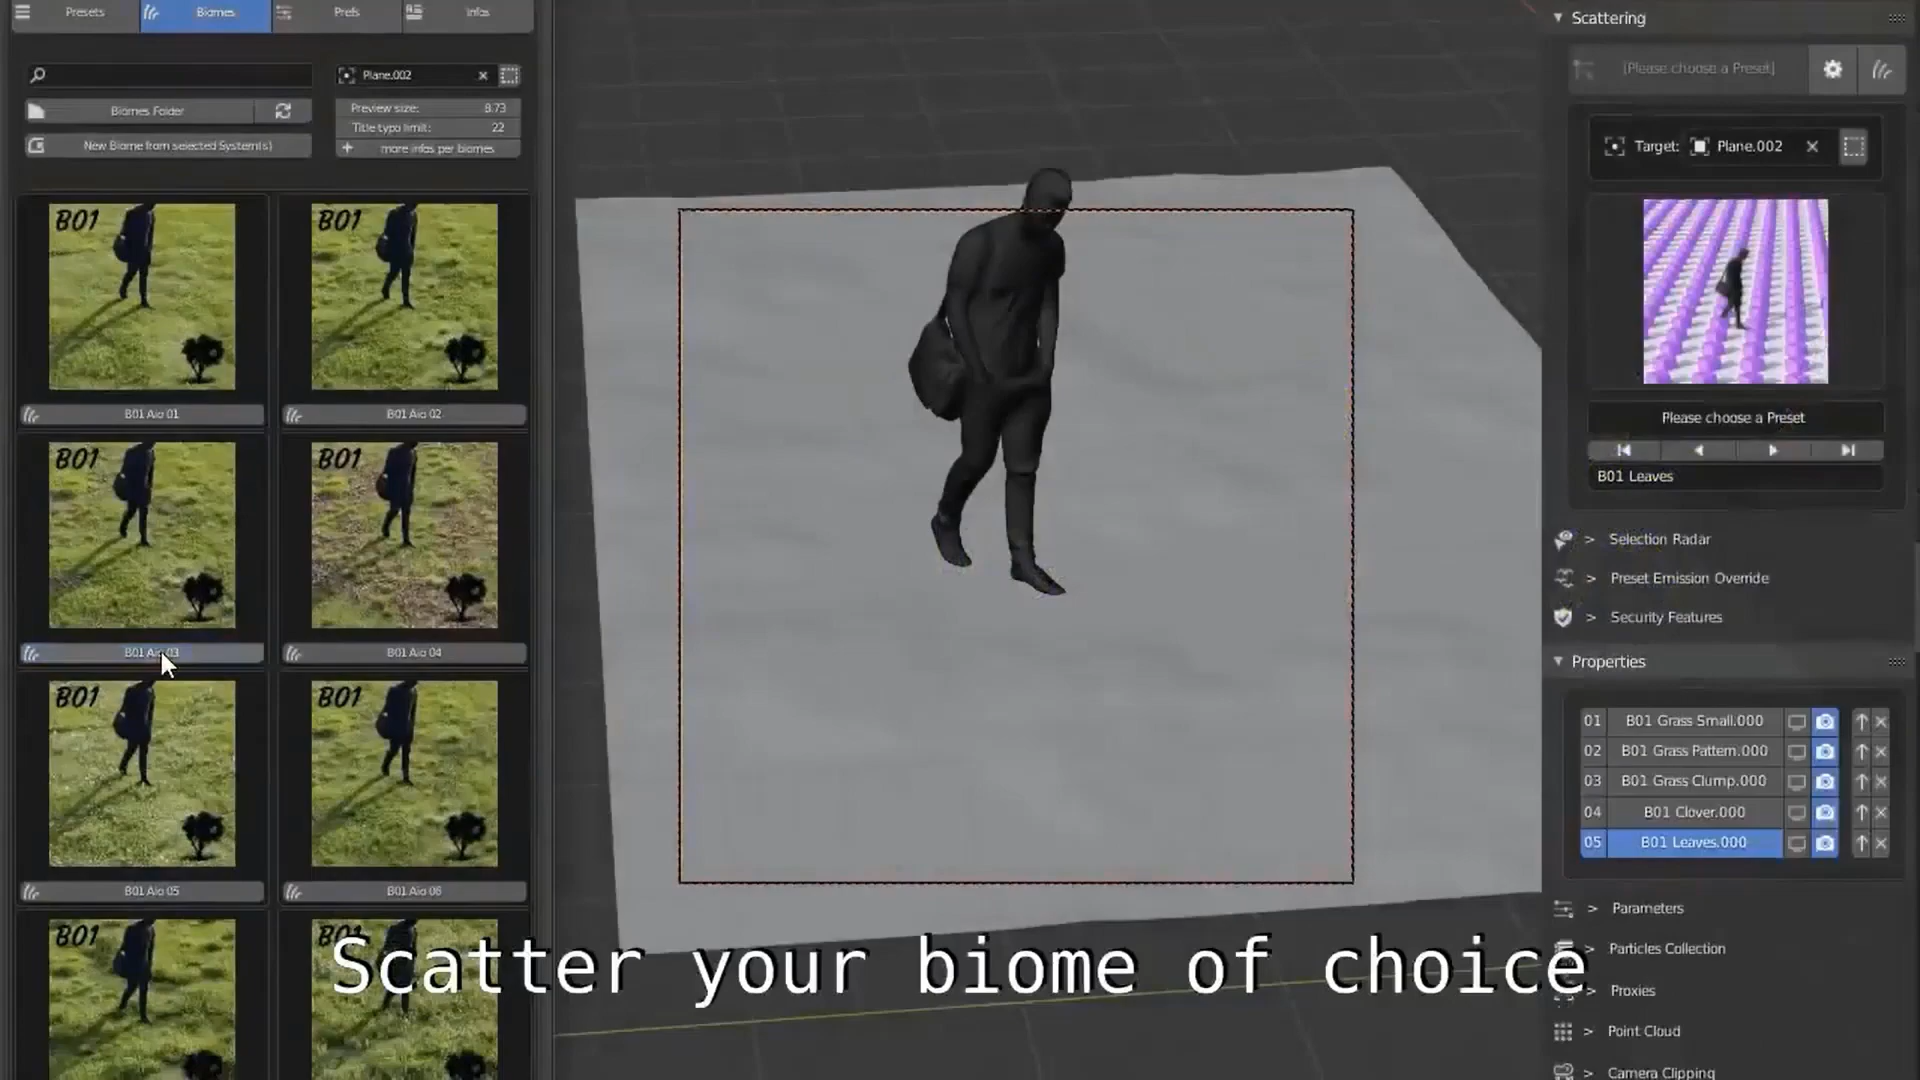 Presets
Biomes
Prefs
Infos
Plane.002
Biomes Folder
Preview size: 8.73
Title typo limit: 22
New Biome from selected System(s)
more infos per biomes
B01
B01
B01 Aio 01
B01 Aio 02
B01
B01
B01 Aio 03
B01 Aio 04
B01
B01
B01 Aio 05
B01 Aio 06
B01
B01
Scatter your biome of choice
Scattering
[Please choose a Preset]
Target: Plane.002
Please choose a Preset
B01 Leaves
> Selection Radar
> Preset Emission Override
> Security Features
Properties
01 B01 Grass Small.000
02 B01 Grass Pattern.000
03 B01 Grass Clump.000
04 B01 Clover.000
05 B01 Leaves.000
> Parameters
> Particles Collection
> Proxies
> Point Cloud
> Camera Clipping